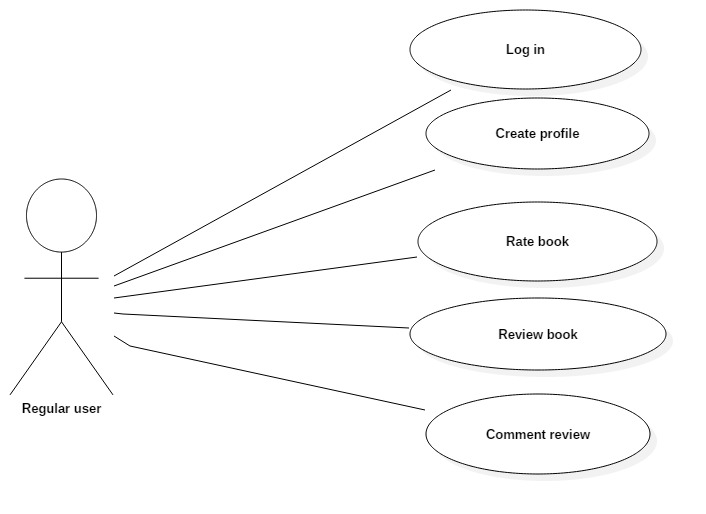 Log in
Create profile
Rate book
Review book
Comment review
Regular user